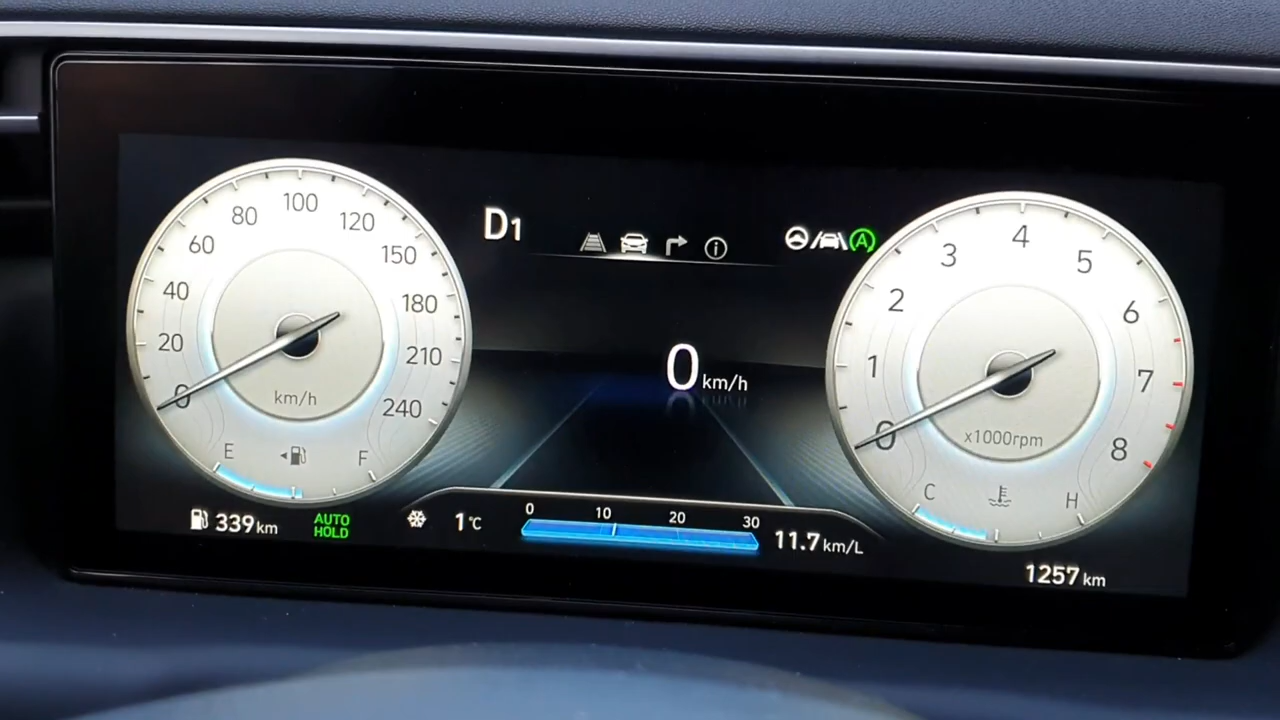 0
20
40
60
80
100
120
150
180
210
240
km/h
E
F
D1
i
A
0 km/h
0
1
2
3
4
5
6
7
8
x1000rpm
C
H
339 km
AUTO
HOLD
1°C
0 10 20 30
11.7 km/L
1257 km